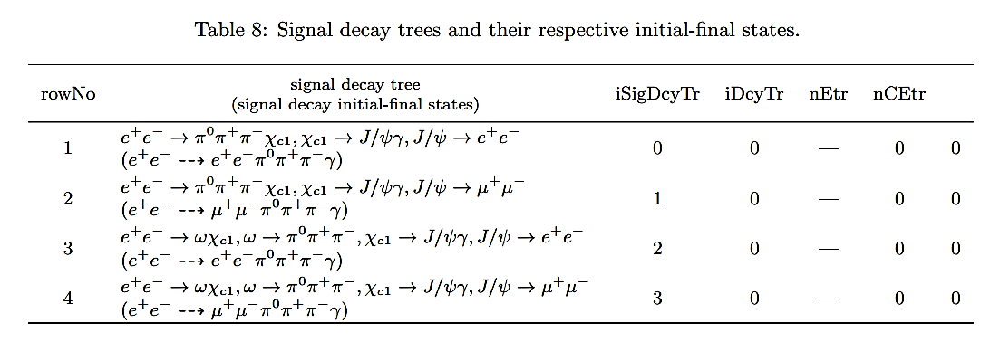 Table 8: Signal decay trees and their respective initial-final states.
rowNo signal decay tree (signal decay initial-final states) iSigDcyTr iDcyTr nEtr nCEtr
1 e⁺e⁻ → π⁰π⁺π⁻χc1, χc1 → J/ψγ, J/ψ → e⁺e⁻ 0 0 — 0 0
(e⁺e⁻ ⇢ e⁺e⁻π⁰π⁺π⁻γ)
2 e⁺e⁻ → π⁰π⁺π⁻χc1, χc1 → J/ψγ, J/ψ → μ⁺μ⁻ 1 0 — 0 0
(e⁺e⁻ ⇢ μ⁺μ⁻π⁰π⁺π⁻γ)
3 e⁺e⁻ → ωχc1, ω → π⁰π⁺π⁻, χc1 → J/ψγ, J/ψ → e⁺e⁻ 2 0 — 0 0
(e⁺e⁻ ⇢ e⁺e⁻π⁰π⁺π⁻γ)
4 e⁺e⁻ → ωχc1, ω → π⁰π⁺π⁻, χc1 → J/ψγ, J/ψ → μ⁺μ⁻ 3 0 — 0 0
(e⁺e⁻ ⇢ μ⁺μ⁻π⁰π⁺π⁻γ)